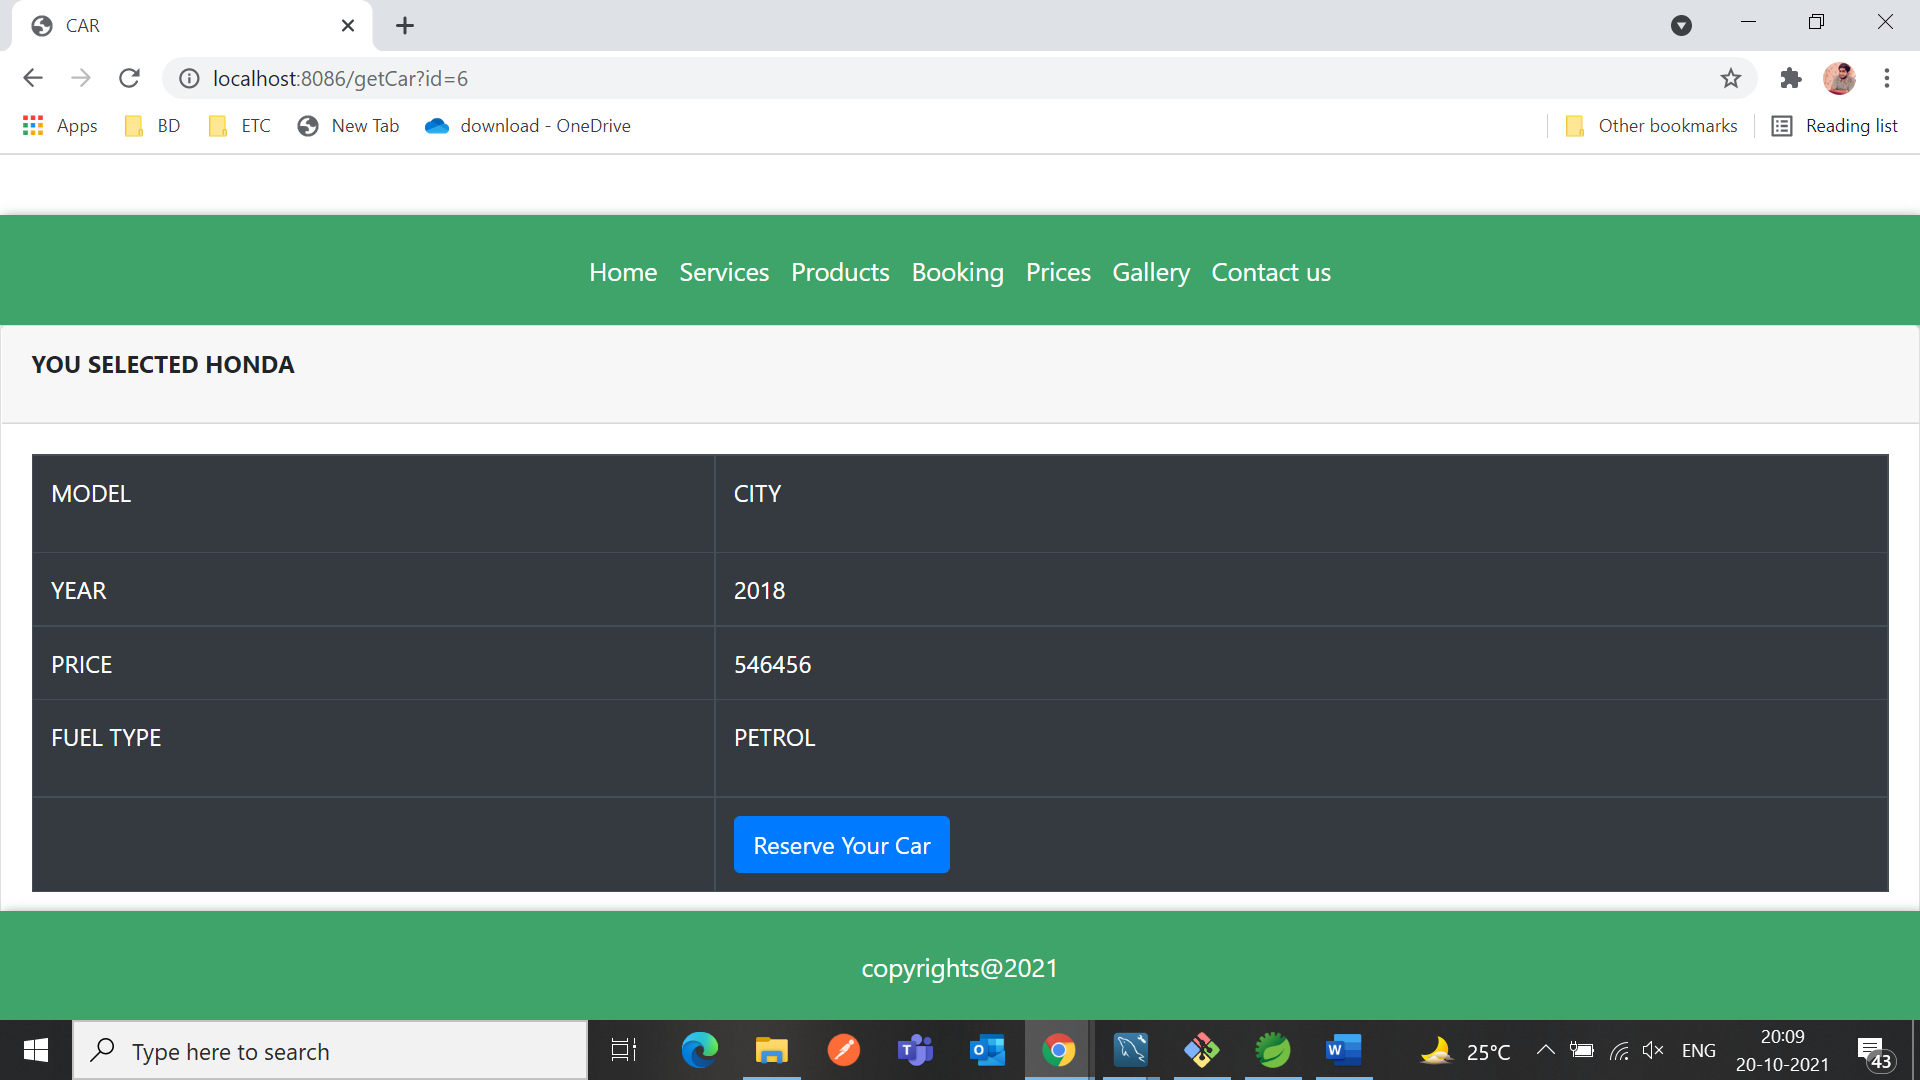 CAR
localhost:8086/getCar?id=6
Apps BD ETC New Tab download - OneDrive Other bookmarks Reading list
Home Services Products Booking Prices Gallery Contact us
YOU SELECTED HONDA
MODEL CITY
YEAR 2018
PRICE 546456
FUEL TYPE PETROL
Reserve Your Car
copyrights@2021
Type here to search
25°C ENG
20:09
20-10-2021
43